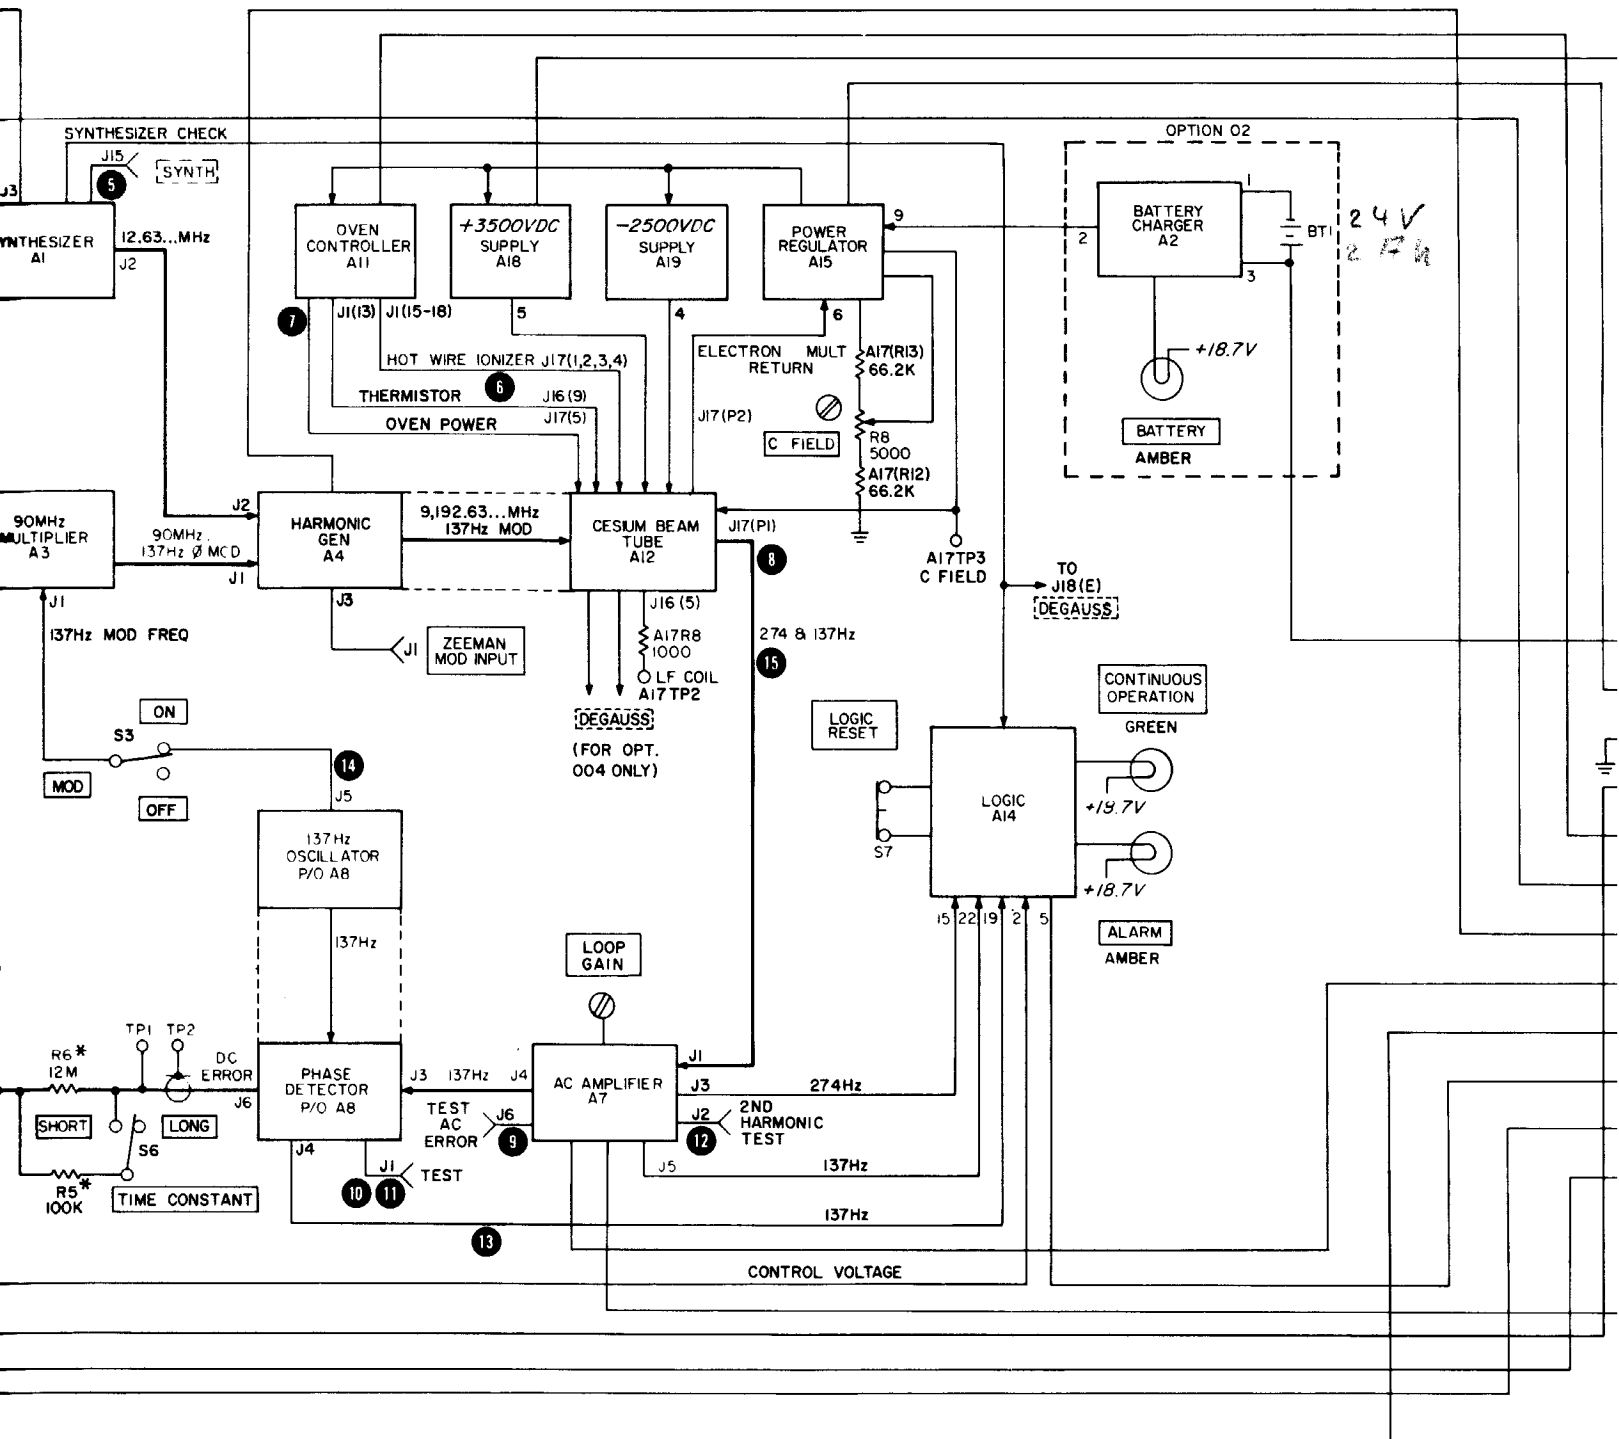 OPTION 02
SYNTHESIZER CHECK
J15
5
SYNTH
J3
YNTHESIZER
A1
12.63...MHz
J2
OVEN
CONTROLLER
A11
+3500VDC
SUPPLY
A18
-2500VDC
SUPPLY
A19
POWER
REGULATOR
A15
9
2
BATTERY
CHARGER
A2
1
3
BT1
24V
7
J1(13)
J1(15-18)
5
4
6
HOT WIRE IONIZER J17(1,2,3,4)
6
THERMISTOR
J16(9)
OVEN POWER
J17(5)
ELECTRON MULT
RETURN
J17(P2)
A17(R13)
66.2K
C FIELD
R8
5000
A17(R12)
66.2K
+18.7V
BATTERY
AMBER
90MHz
MULTIPLIER
A3
90MHz
137Hz Ø MOD
J2
J1
HARMONIC
GEN
A4
9,192.63...MHz
137Hz MOD
CESIUM BEAM
TUBE
A12
J17(P1)
8
A17TP3
C FIELD
TO
J18(E)
DEGAUSS
J1
137Hz MOD FREQ
J3
J1
ZEEMAN
MOD INPUT
J16(5)
A17R8
1000
LF COIL
A17TP2
DEGAUSS
(FOR OPT.
004 ONLY)
274 & 137Hz
15
ON
S3
MOD
OFF
14
J5
137Hz
OSCILLATOR
P/O A8
137Hz
LOGIC
RESET
S7
LOGIC
A14
CONTINUOUS
OPERATION
GREEN
+18.7V
+18.7V
ALARM
AMBER
15 22 19 2 5
LOOP
GAIN
TP1 TP2
R6*
12M
DC
ERROR
J6
SHORT
S6
LONG
R5*
100K
TIME CONSTANT
PHASE
DETECTOR
P/O A8
J3 137Hz J4
J4
J1
TEST
10 11
TEST
AC
ERROR
J6
9
AC AMPLIFIER
A7
J1
J3
274Hz
J2
12
2ND
HARMONIC
TEST
J5
137Hz
137Hz
13
CONTROL VOLTAGE